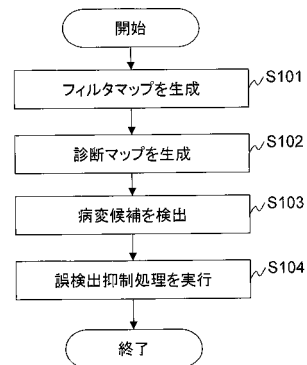 開始
フィルタマップを生成
S101
診断マップを生成
S102
病変候補を検出
S103
誤検出抑制処理を実行
S104
終了